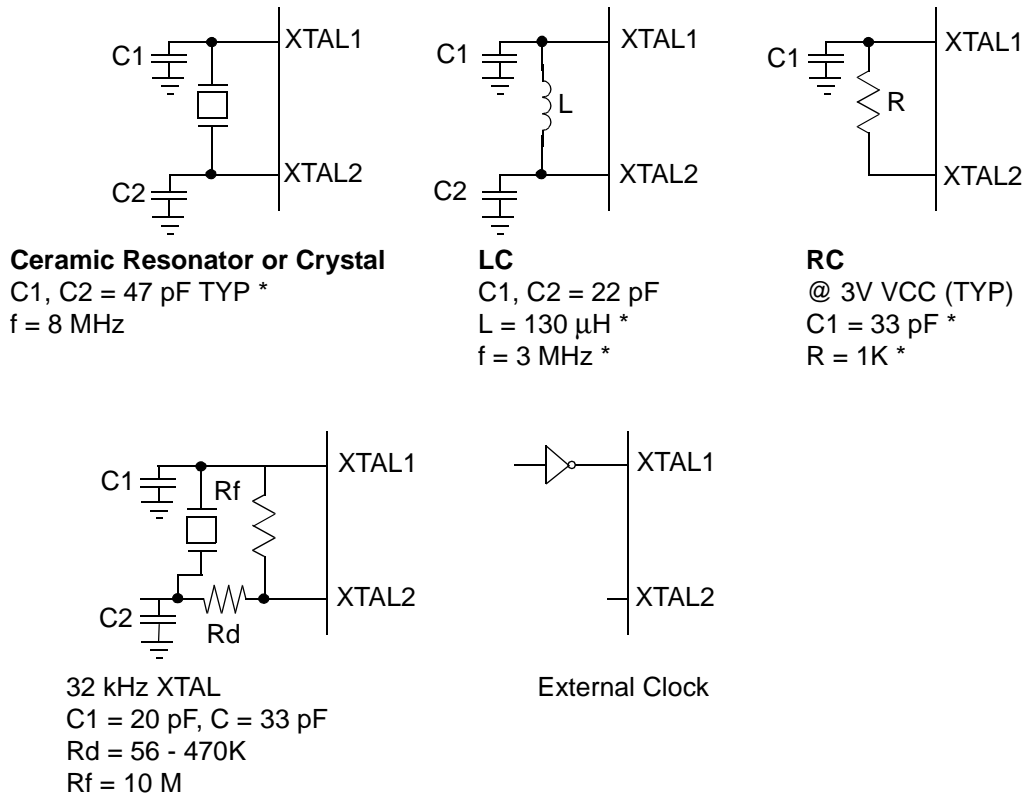 C1
XTAL1
C2
XTAL2
Ceramic Resonator or Crystal
C1, C2 = 47 pF TYP *
f = 8 MHz
C1
XTAL1
L
C2
XTAL2
LC
C1, C2 = 22 pF
L = 130 μH *
f = 3 MHz *
C1
XTAL1
R
XTAL2
RC
@ 3V VCC (TYP)
C1 = 33 pF *
R = 1K *
C1
XTAL1
Rf
C2
XTAL2
Rd
32 kHz XTAL
C1 = 20 pF, C = 33 pF
Rd = 56 - 470K
Rf = 10 M
XTAL1
XTAL2
External Clock